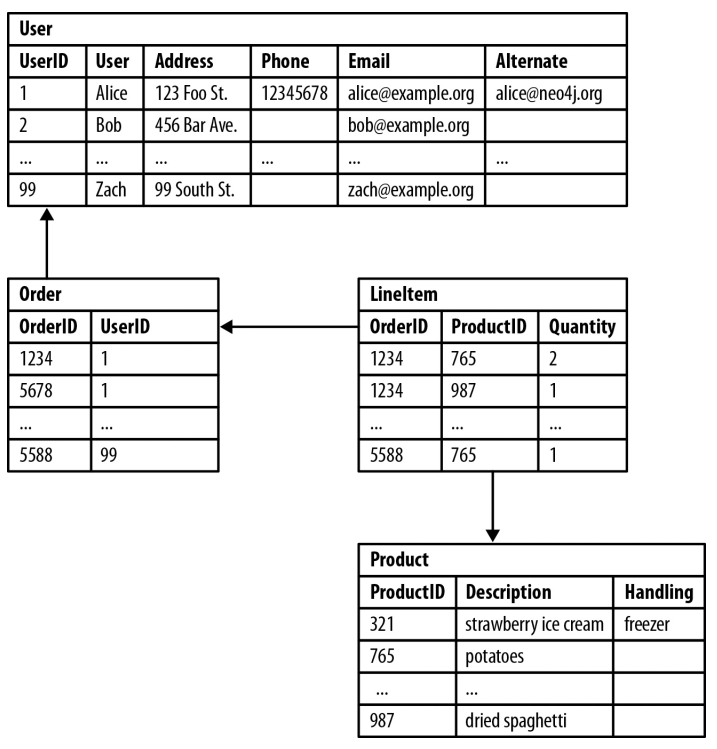 User
UserID User Address Phone Email Alternate
1 Alice 123 Foo St. 12345678 alice@example.org alice@neo4j.org
2 Bob 456 Bar Ave. bob@example.org
... ... ... ... ... ...
99 Zach 99 South St. zach@example.org
Order
OrderID UserID
1234 1
5678 1
... ...
5588 99
LineItem
OrderID ProductID Quantity
1234 765 2
1234 987 1
... ... ...
5588 765 1
Product
ProductID Description Handling
321 strawberry ice cream freezer
765 potatoes
... ...
987 dried spaghetti